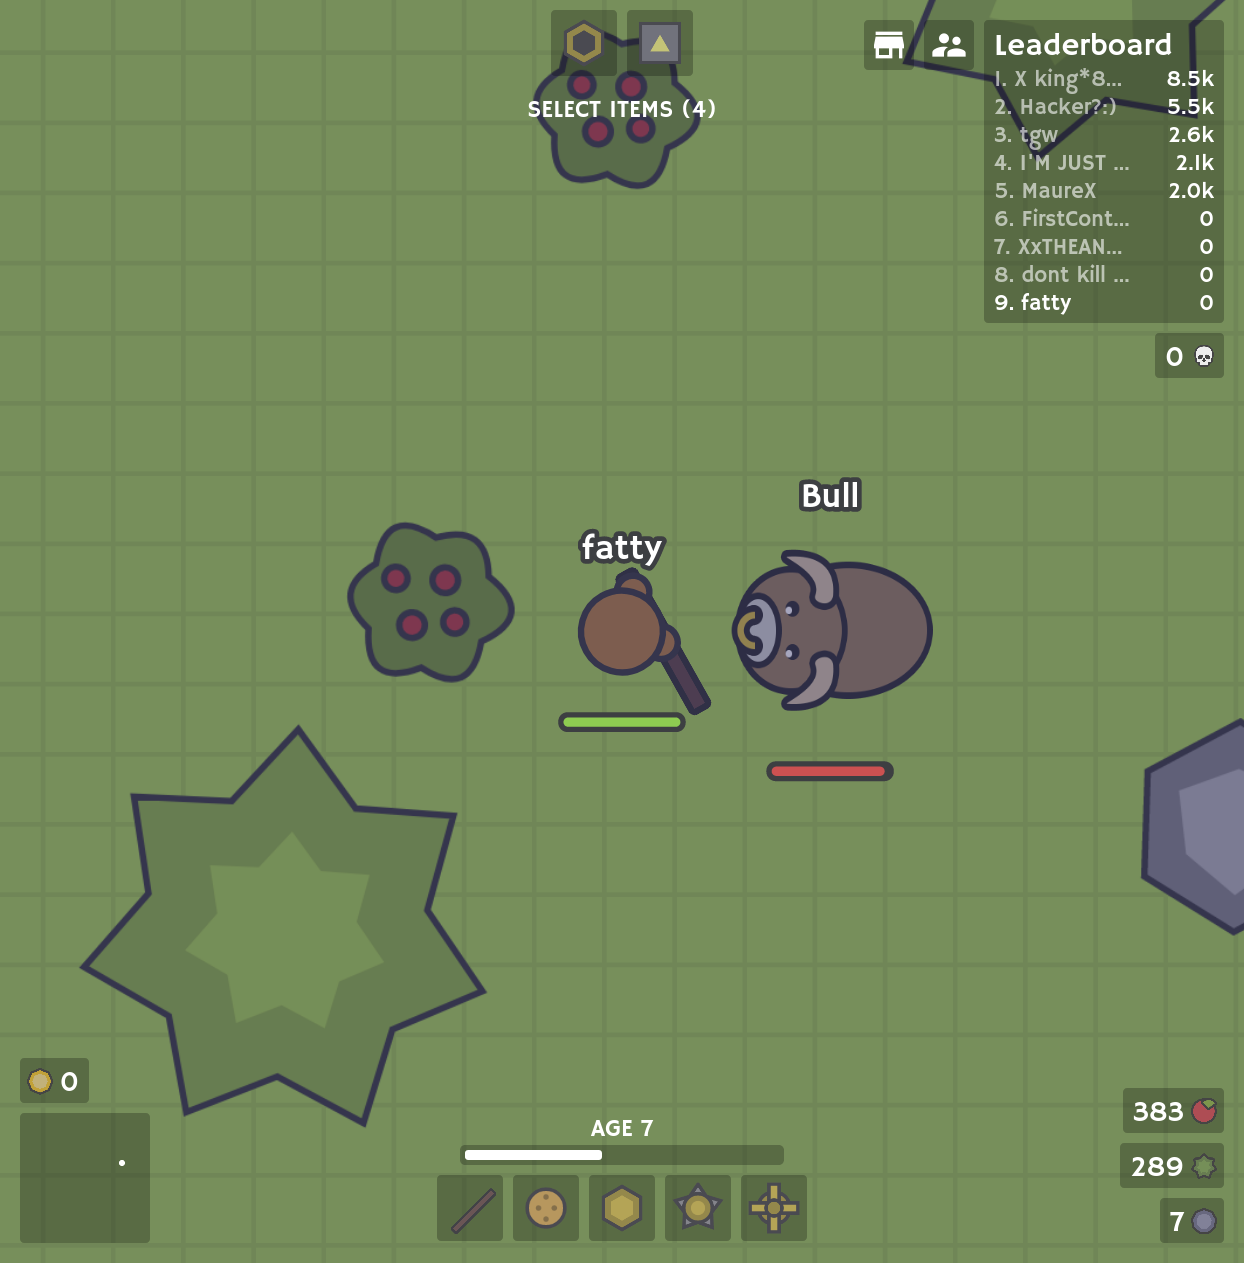 SELECT ITEMS (4)
Leaderboard
1. X king*8... 8.5k
2. Hacker?:) 5.5k
3. tgw 2.6k
4. I'M JUST ... 2.1k
5. MaureX 2.0k
6. FirstCont... 0
7. XxTHEAN... 0
8. dont kill ... 0
9. fatty 0
0
Bull
fatty
0
AGE 7
383
289
7